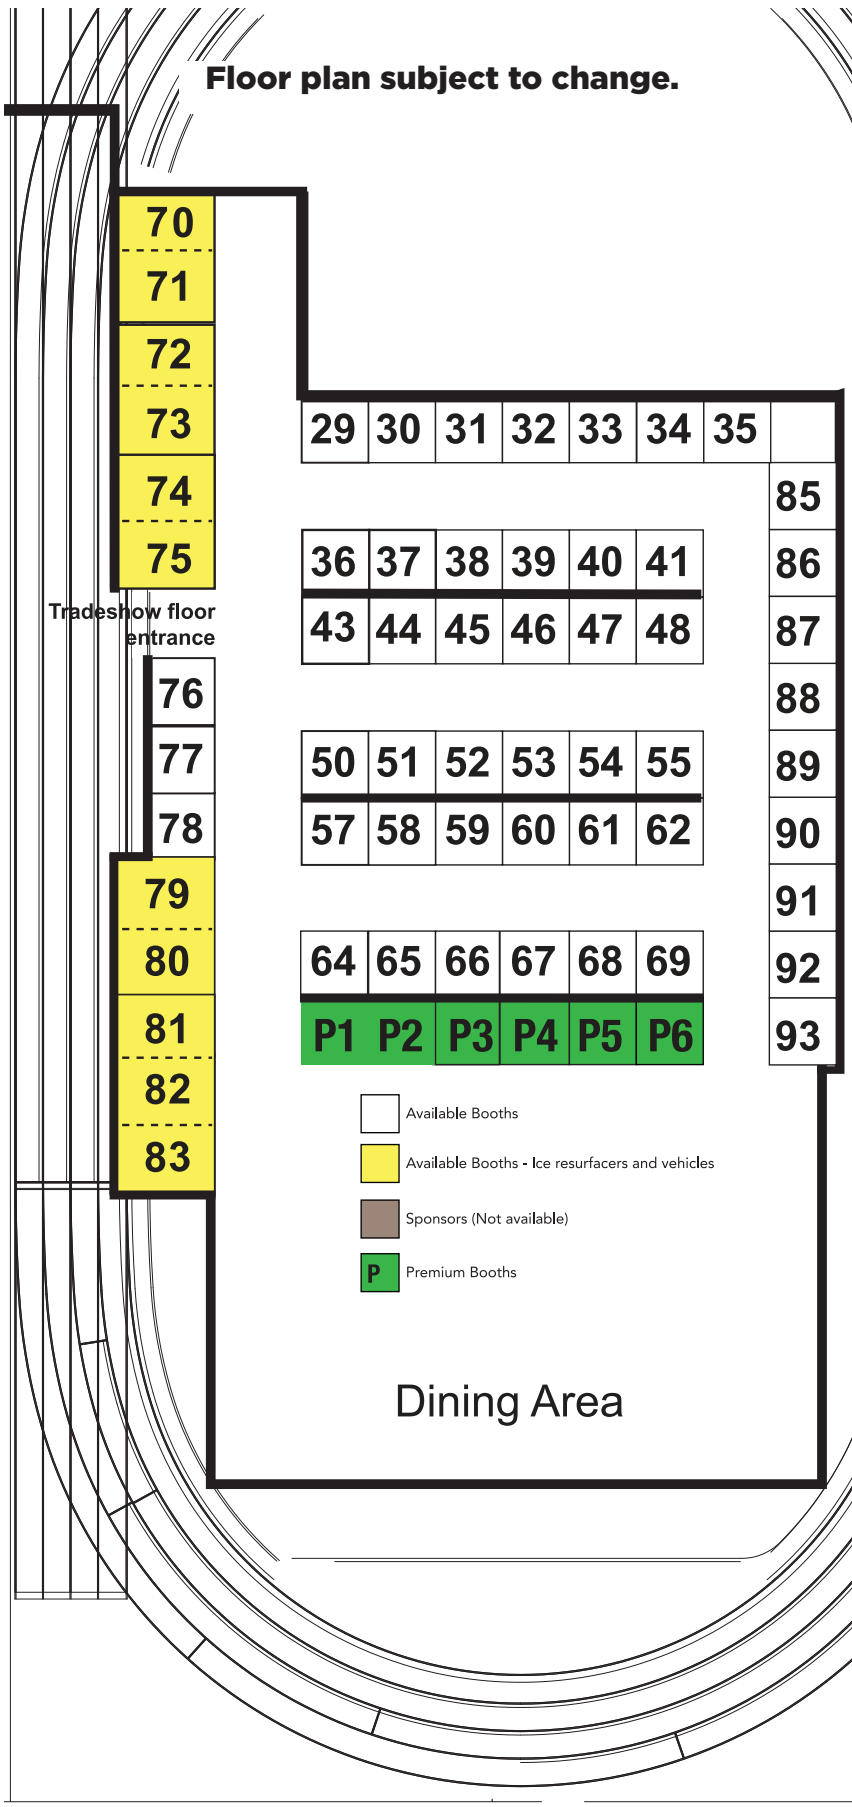 Floor plan subject to change.
70
71
72
73
74
75
29 30 31 32 33 34 35
85
36 37 38 39 40 41
86
Tradeshow floor
entrance
43 44 45 46 47 48
87
76
88
77
50 51 52 53 54 55
89
78
57 58 59 60 61 62
90
79
91
80
64 65 66 67 68 69
92
81
P1 P2 P3 P4 P5 P6
93
82
83
Available Booths
Available Booths - Ice resurfacers and vehicles
Sponsors (Not available)
P Premium Booths
Dining Area